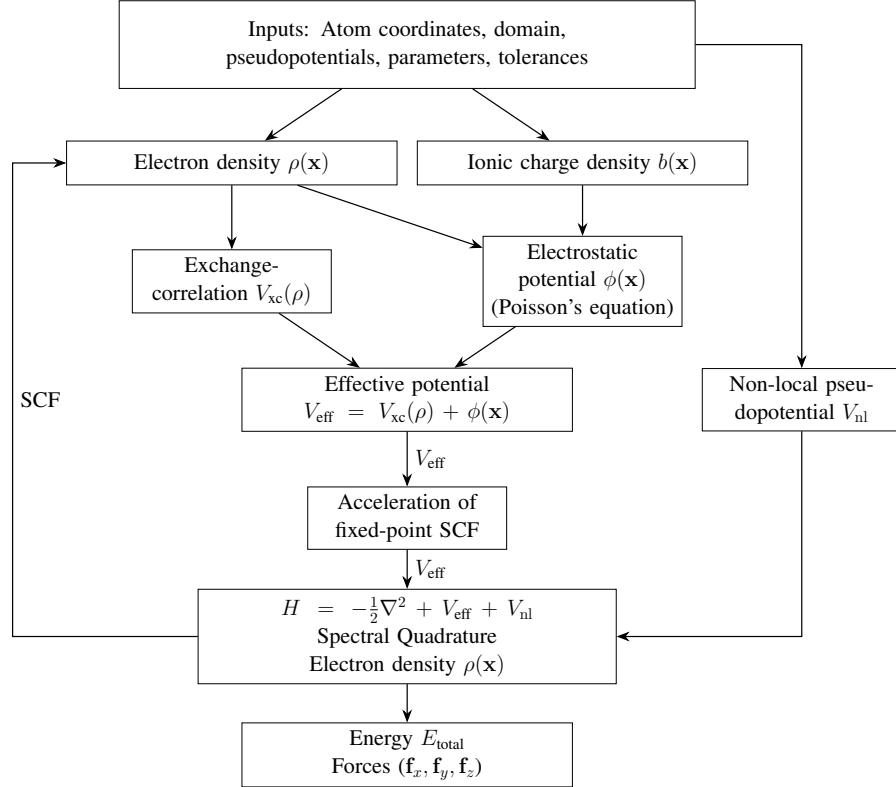 Inputs: Atom coordinates, domain,
pseudopotentials, parameters, tolerances
Electron density ρ(x)
Ionic charge density b(x)
Exchange-
correlation V_xc(ρ)
Electrostatic
potential ϕ(x)
(Poisson's equation)
SCF
Effective potential
V_eff = V_xc(ρ) + ϕ(x)
Non-local pseu-
dopotential V_nl
V_eff
Acceleration of
fixed-point SCF
V_eff
H = −½∇² + V_eff + V_nl
Spectral Quadrature
Electron density ρ(x)
Energy E_total
Forces (f_x, f_y, f_z)